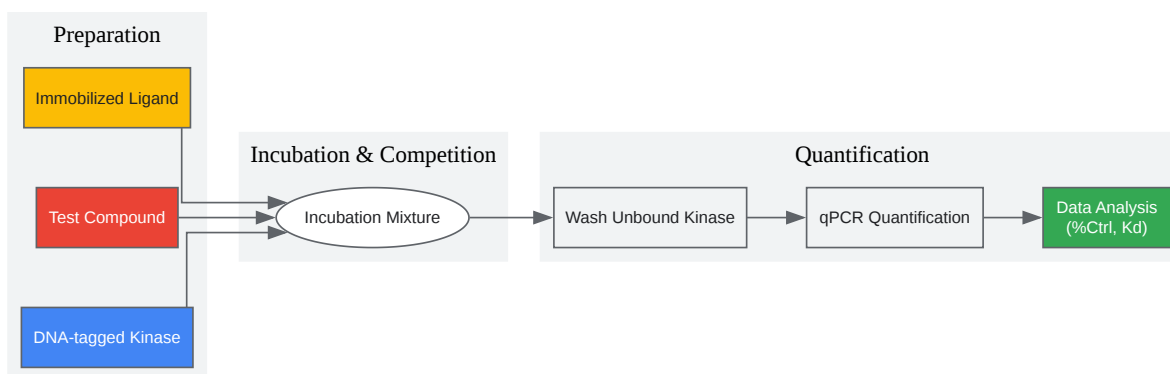 Preparation
Immobilized Ligand
Test Compound
DNA-tagged Kinase
Incubation & Competition
Incubation Mixture
Quantification
Wash Unbound Kinase
qPCR Quantification
Data Analysis
(%Ctrl, Kd)